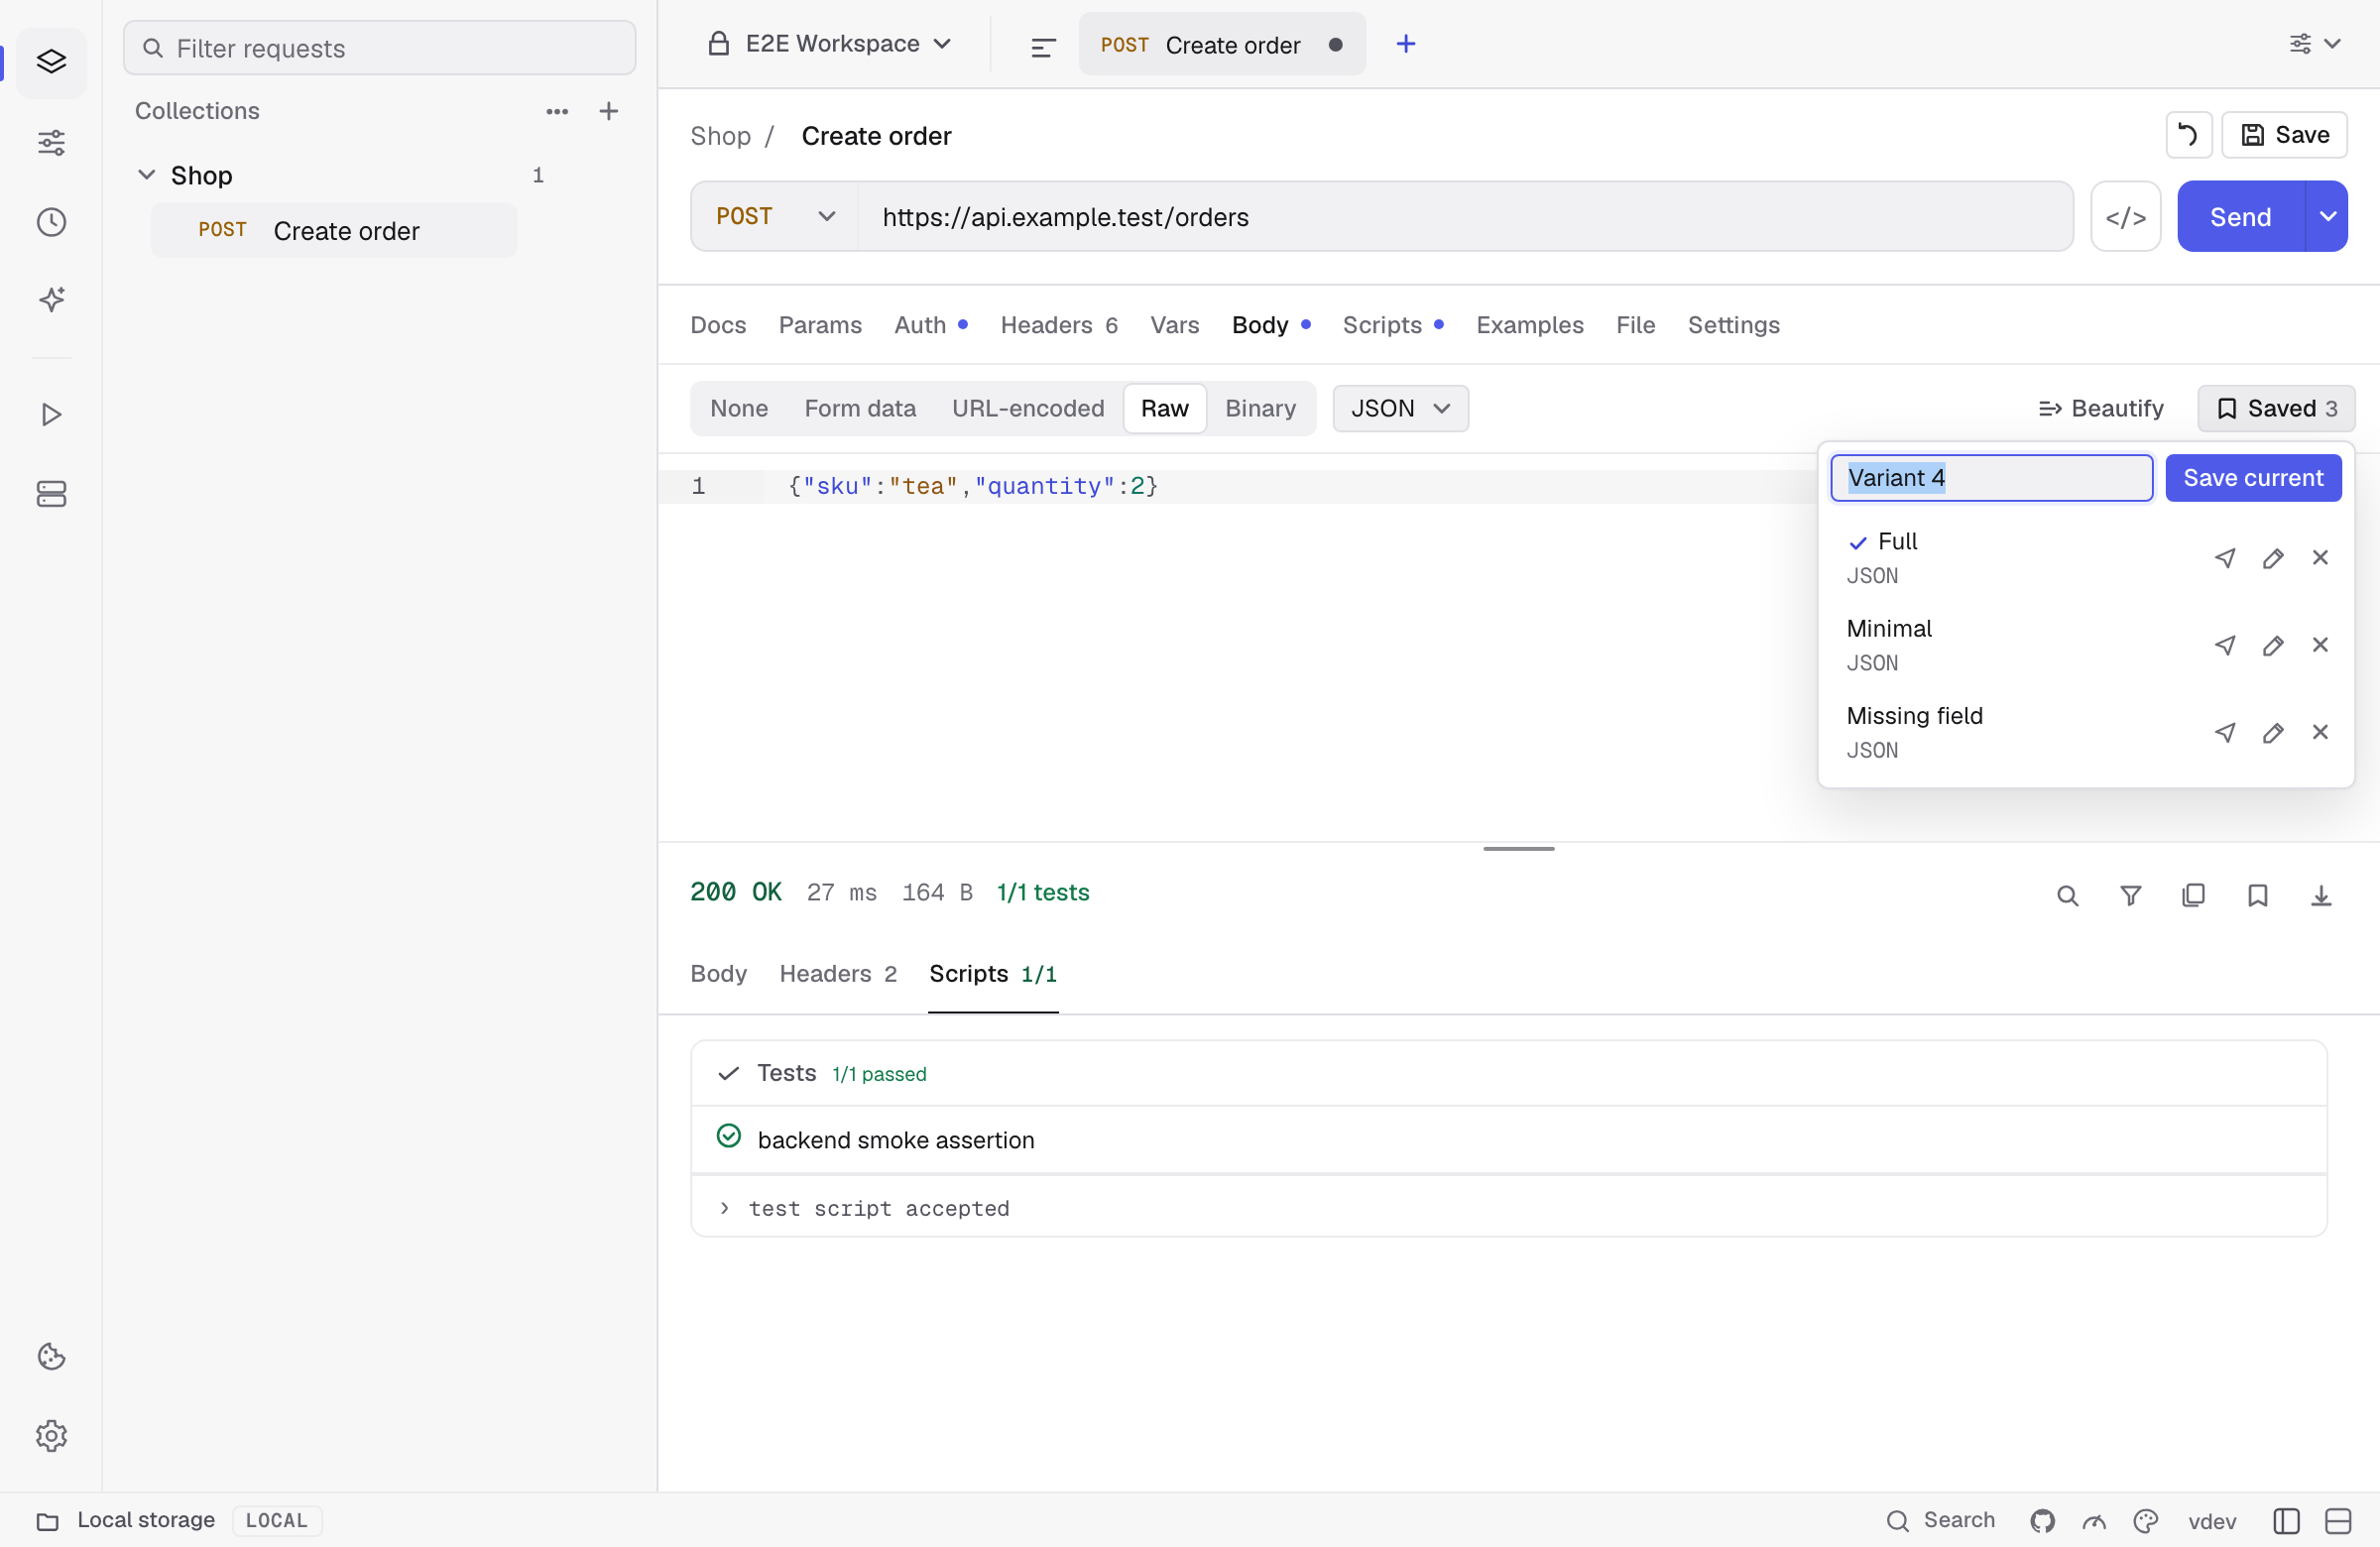 Filter requests
Collections
Shop 1
POST Create order
E2E Workspace
POST Create order
Shop / Create order
Save
POST https://api.example.test/orders
</> Send
Docs Params Auth Headers 6 Vars Body Scripts Examples File Settings
None Form data URL-encoded Raw Binary JSON
Beautify Saved 3
1 {"sku":"tea","quantity":2}
Variant 4 Save current
Full
JSON
Minimal
JSON
Missing field
JSON
200 OK 27 ms 164 B 1/1 tests
Body Headers 2 Scripts 1/1
Tests 1/1 passed
backend smoke assertion
› test script accepted
Local storage LOCAL
Search vdev